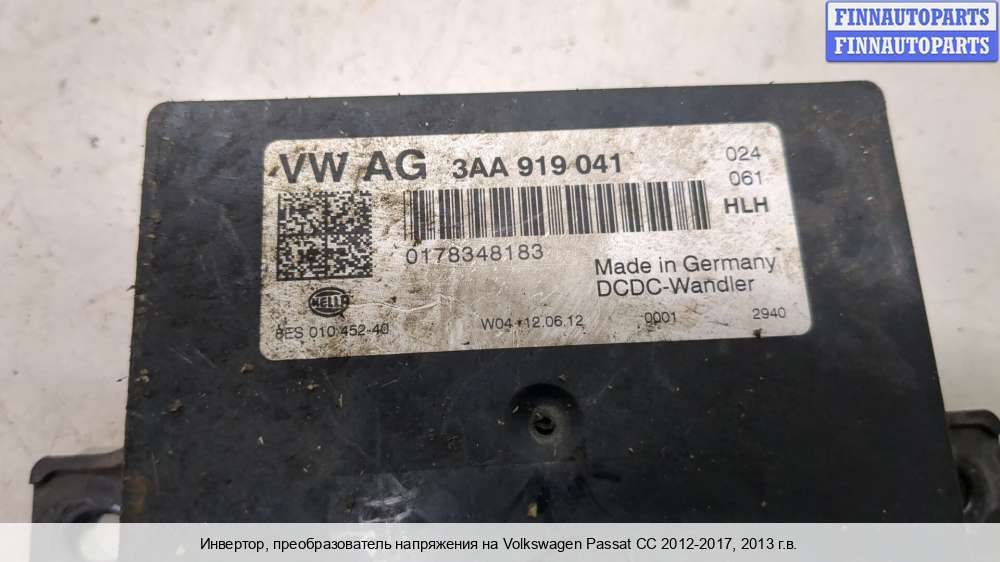 FINNAUTOPARTS
FINNAUTOPARTS
VW AG 3AA 919 041
024
061
HLH
0178348183
Made in Germany
DCDC-Wandler
HELLA
8ES 010 452-40
W04 *12.06.12 0001 2940
Инвертор, преобразователь напряжения на Volkswagen Passat CC 2012-2017, 2013 г.в.